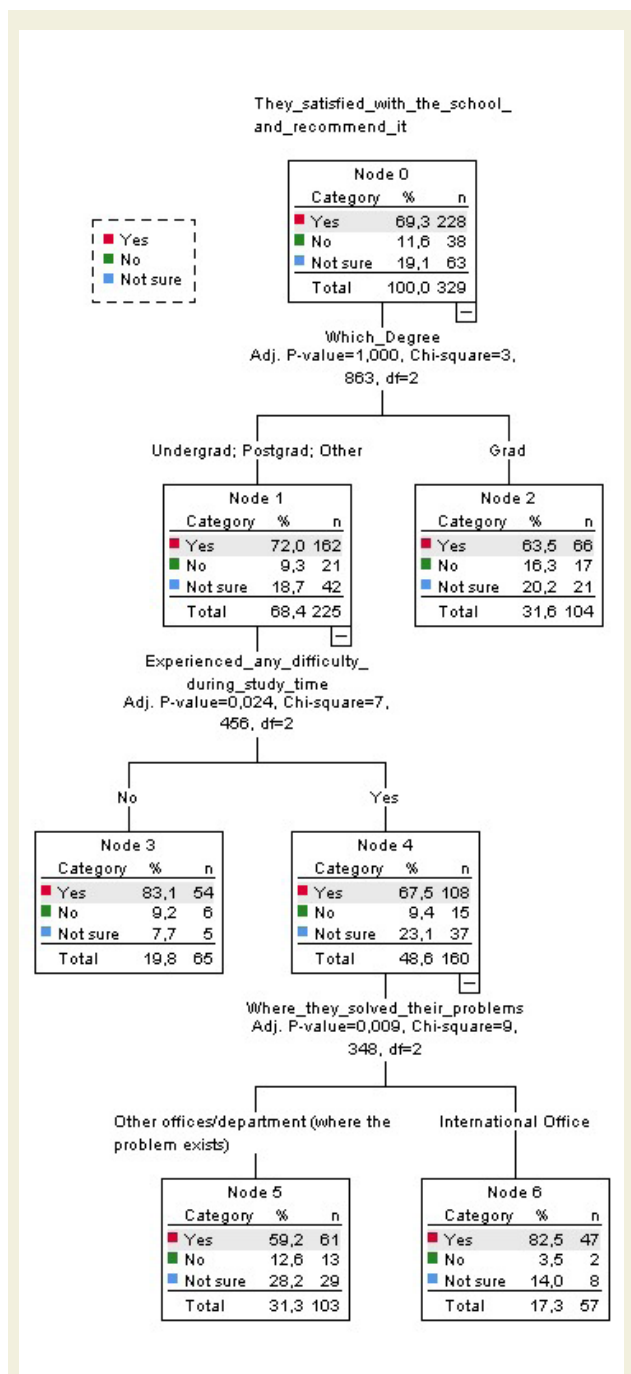 They_satisfied_with_the_school_
and_recommend_it
Node 0
Category % n
Yes 69,3 228
No 11,6 38
Not sure 19,1 63
Total 100,0 329
Yes
No
Not sure
Which_Degree
Adj. P-value=1,000, Chi-square=3,
863, df=2
Undergrad; Postgrad; Other
Grad
Node 1
Category % n
Yes 72,0 162
No 9,3 21
Not sure 18,7 42
Total 68,4 225
Node 2
Category % n
Yes 63,5 66
No 16,3 17
Not sure 20,2 21
Total 31,6 104
Experienced_any_difficulty_
during_study_time
Adj. P-value=0,024, Chi-square=7,
456, df=2
No
Yes
Node 3
Category % n
Yes 83,1 54
No 9,2 6
Not sure 7,7 5
Total 19,8 65
Node 4
Category % n
Yes 67,5 108
No 9,4 15
Not sure 23,1 37
Total 48,6 160
Where_they_solved_their_problems
Adj. P-value=0,009, Chi-square=9,
348, df=2
Other offices/department (where the
problem exists)
International Office
Node 5
Category % n
Yes 59,2 61
No 12,6 13
Not sure 28,2 29
Total 31,3 103
Node 6
Category % n
Yes 82,5 47
No 3,5 2
Not sure 14,0 8
Total 17,3 57